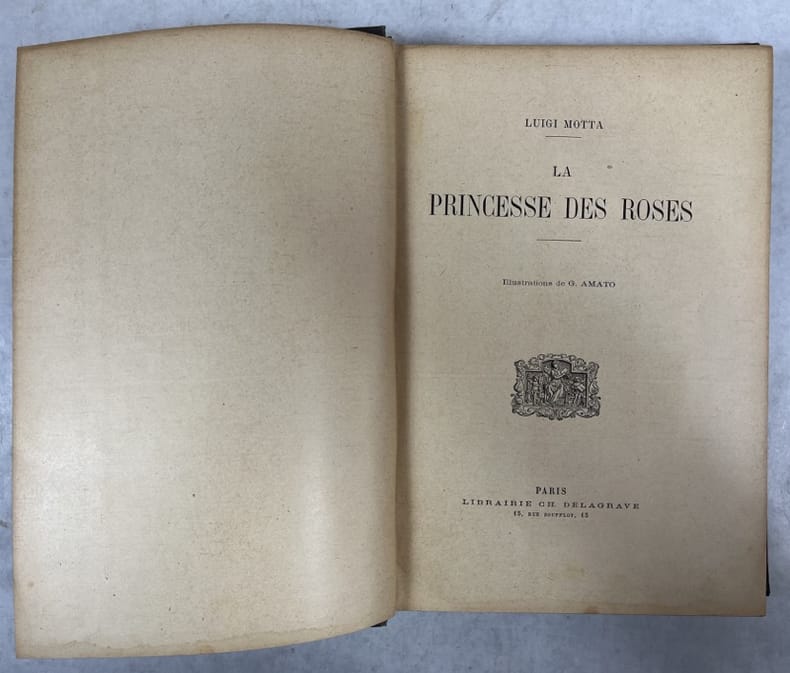 LUIGI MOTTA
LA
PRINCESSE DES ROSES
Illustrations de G. AMATO
PARIS
LIBRAIRIE CH. DELAGRAVE
15, RUE SOUFFLOT, 15